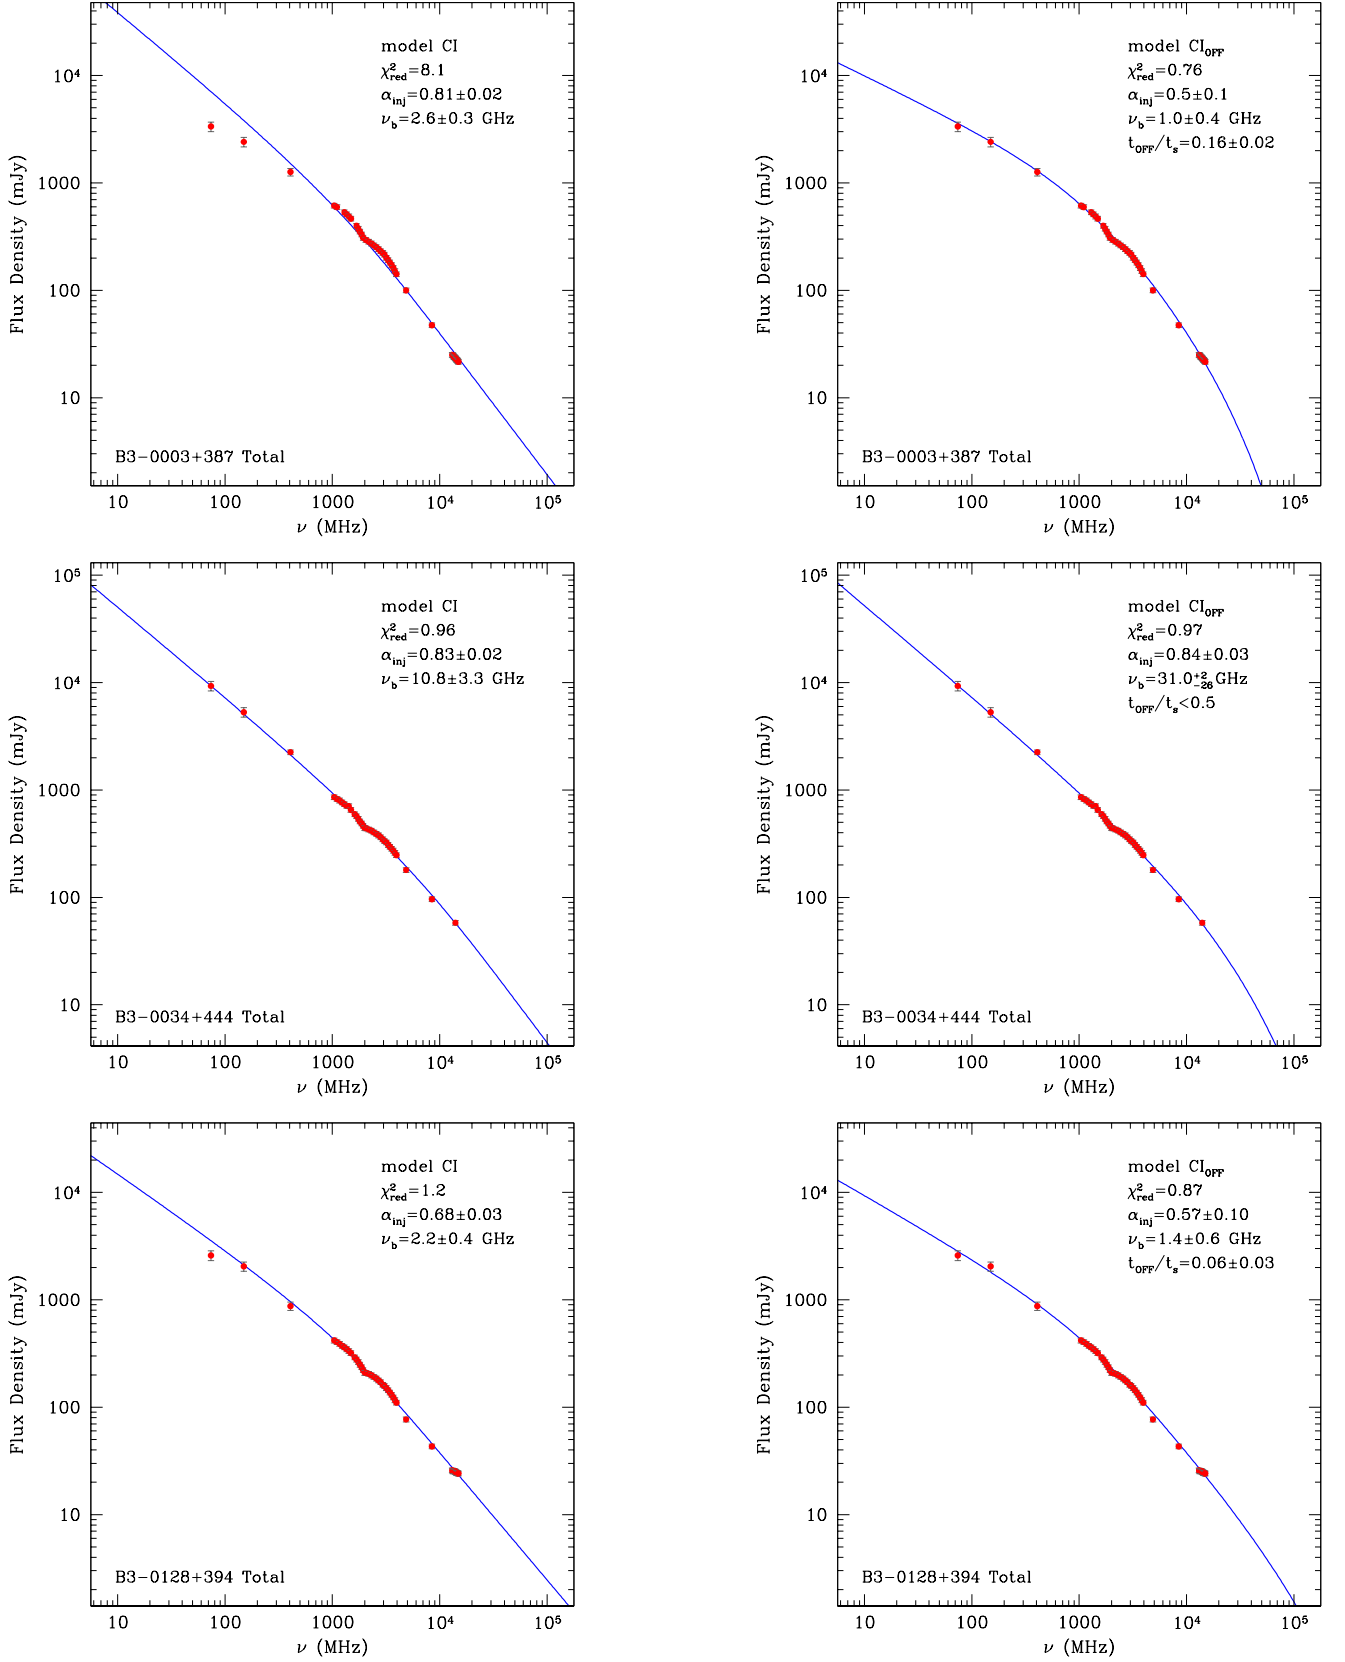 model CI
χ²red=8.1
αinj=0.81±0.02
νb=2.6±0.3 GHz
10⁴
1000
100
10
Flux Density (mJy)
B3-0003+387 Total
10 100 1000 10⁴ 10⁵
ν (MHz)
model CIOFF
χ²red=0.76
αinj=0.5±0.1
νb=1.0±0.4 GHz
tOFF/ts=0.16±0.02
10⁴
1000
100
10
Flux Density (mJy)
B3-0003+387 Total
10 100 1000 10⁴ 10⁵
ν (MHz)
10⁵
model CI
χ²red=0.96
αinj=0.83±0.02
νb=10.8±3.3 GHz
10⁴
1000
100
10
Flux Density (mJy)
B3-0034+444 Total
10 100 1000 10⁴ 10⁵
ν (MHz)
10⁵
model CIOFF
χ²red=0.97
αinj=0.84±0.03
νb=31.0+2−26GHz
tOFF/ts<0.5
10⁴
1000
100
10
Flux Density (mJy)
B3-0034+444 Total
10 100 1000 10⁴ 10⁵
ν (MHz)
model CI
χ²red=1.2
αinj=0.68±0.03
νb=2.2±0.4 GHz
10⁴
1000
100
10
Flux Density (mJy)
B3-0128+394 Total
10 100 1000 10⁴ 10⁵
ν (MHz)
model CIOFF
χ²red=0.87
αinj=0.57±0.10
νb=1.4±0.6 GHz
tOFF/ts=0.06±0.03
10⁴
1000
100
10
Flux Density (mJy)
B3-0128+394 Total
10 100 1000 10⁴ 10⁵
ν (MHz)